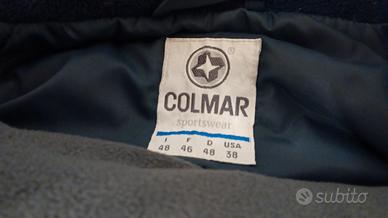 ®
COLMAR
sportswear
I F D USA
48 46 48 38
subito